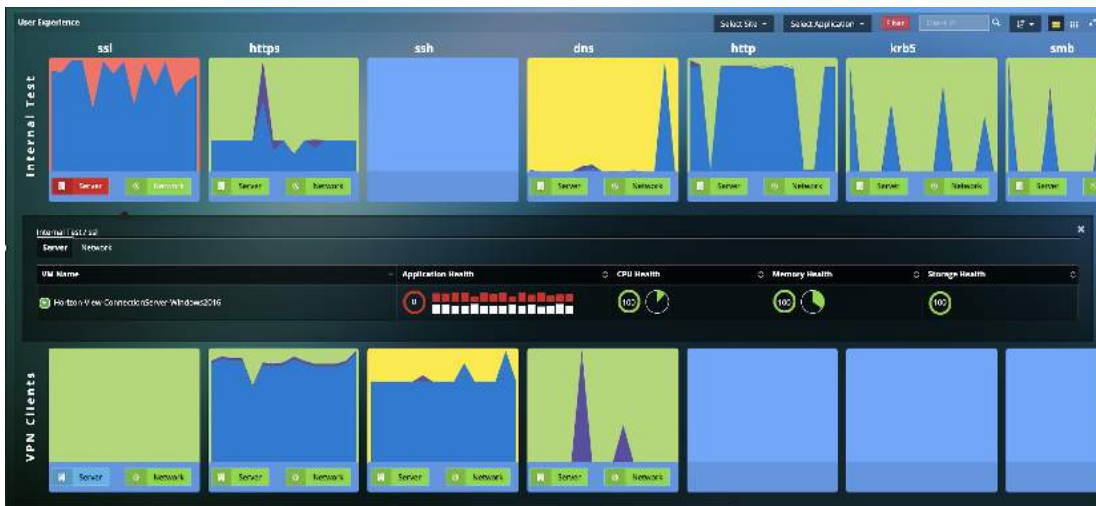 User Experience
Select Site
Select Application
Filter
ssl https ssh dns http krb5 smb
Internal Test
Server Network
Server Network
Server Network
Server Network
Server Network
Server
Internal Test / ssl
Server Network
VM Name Application Health CPU Health Memory Health Storage Health
Horizon-View-ConnectionServer-Windows2016 0 100 100 100
VPN Clients
Server Network
Server Network
Server Network
Server Network